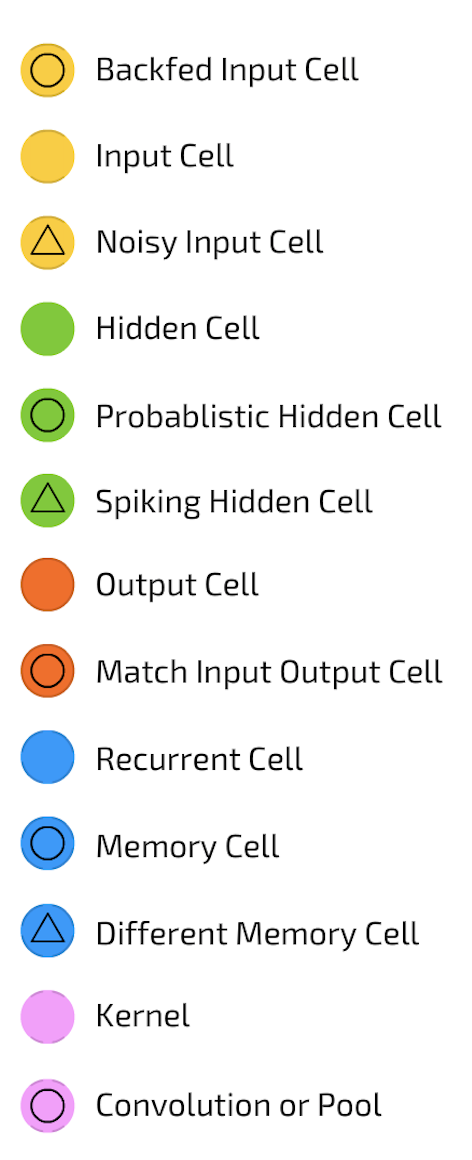 Backfed Input Cell
Input Cell
Noisy Input Cell
Hidden Cell
Probablistic Hidden Cell
Spiking Hidden Cell
Output Cell
Match Input Output Cell
Recurrent Cell
Memory Cell
Different Memory Cell
Kernel
Convolution or Pool